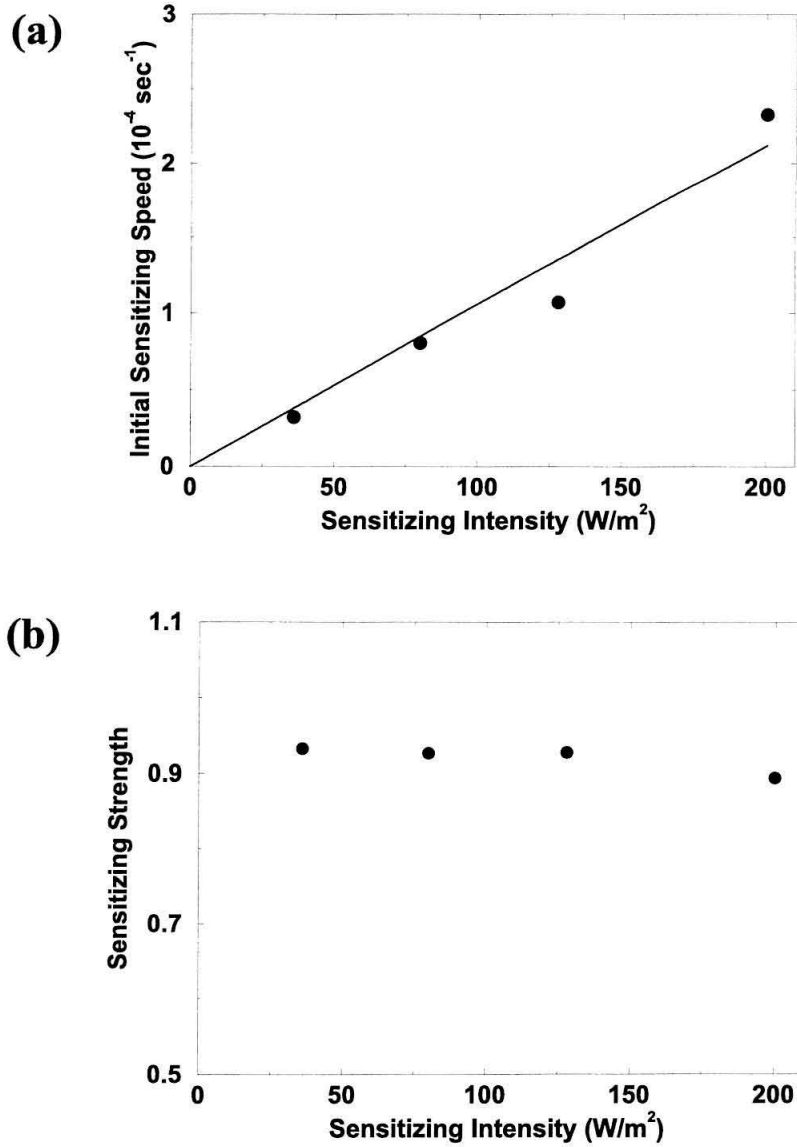 (a)
3
2
1
0
Initial Sensitizing Speed (10⁻⁴ sec⁻¹)
0 50 100 150 200
Sensitizing Intensity (W/m²)
(b)
1.1
0.9
0.7
0.5
Sensitizing Strength
0 50 100 150 200
Sensitizing Intensity (W/m²)